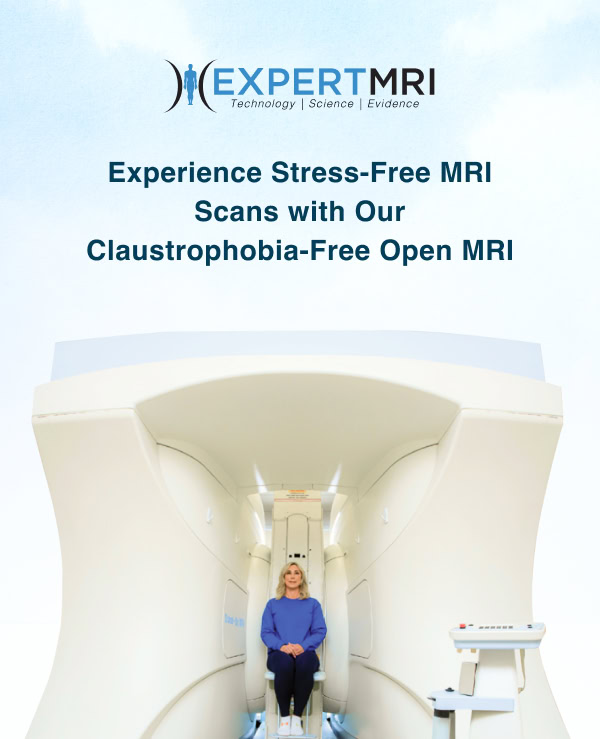 EXPERTMRI
Technology | Science | Evidence
Experience Stress-Free MRI
Scans with Our
Claustrophobia-Free Open MRI